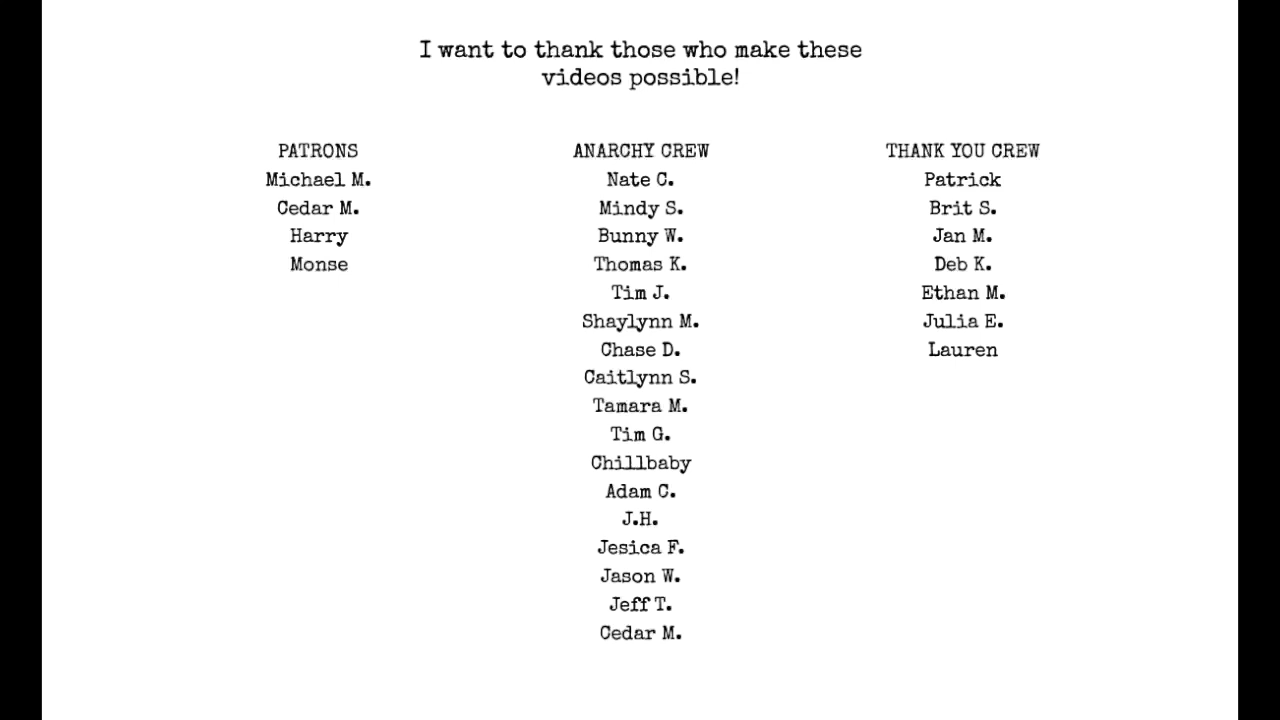 I want to thank those who make these
videos possible!
PATRONS
Michael M.
Cedar M.
Harry
Monse
ANARCHY CREW
Nate C.
Mindy S.
Bunny W.
Thomas K.
Tim J.
Shaylynn M.
Chase D.
Caitlynn S.
Tamara M.
Tim G.
Chillbaby
Adam C.
J.H.
Jesica F.
Jason W.
Jeff T.
Cedar M.
THANK YOU CREW
Patrick
Brit S.
Jan M.
Deb K.
Ethan M.
Julia E.
Lauren